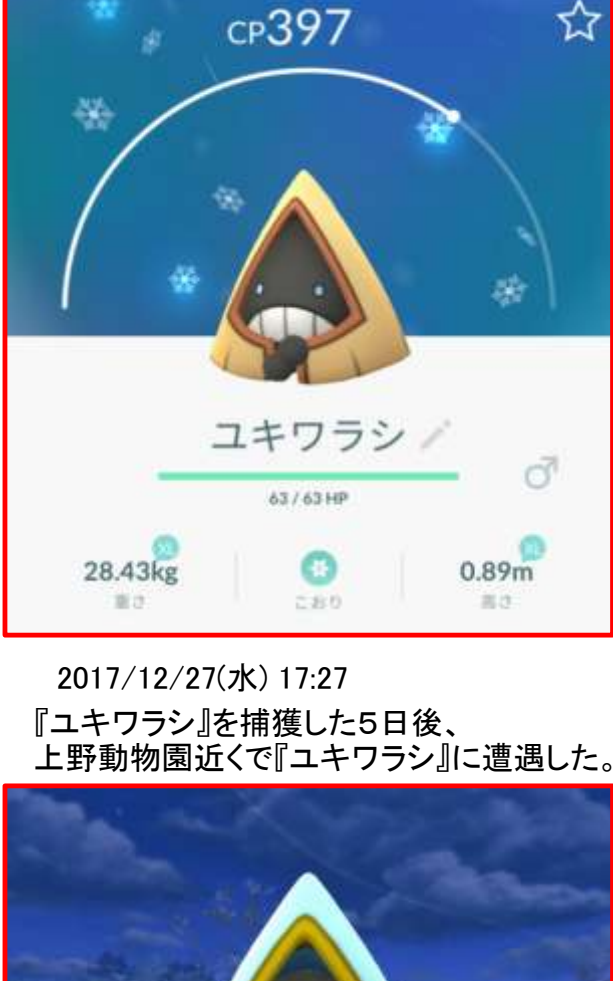 CP397
ユキワラシ
63 / 63 HP
XL
XL
28.43kg
0.89m
重さ
こおり
高さ
2017/12/27(水) 17:27
『ユキワラシ』を捕獲した５日後、
上野動物園近くで『ユキワラシ』に遭遇した。